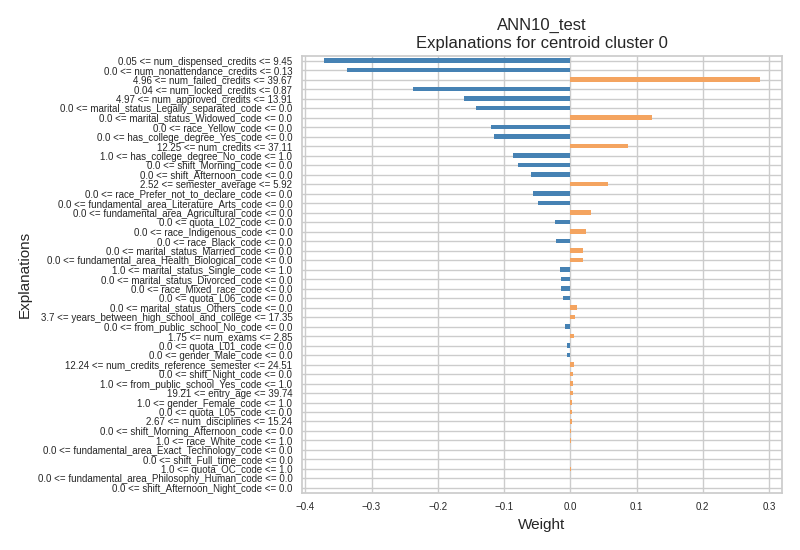 ANN10_test
Explanations for centroid cluster 0
0.05 <= num_dispensed_credits <= 9.45
0.0 <= num_nonattendance_credits <= 0.13
4.96 <= num_failed_credits <= 39.67
0.04 <= num_locked_credits <= 0.87
4.97 <= num_approved_credits <= 13.91
0.0 <= marital_status_Legally_separated_code <= 0.0
0.0 <= marital_status_Widowed_code <= 0.0
0.0 <= race_Yellow_code <= 0.0
0.0 <= has_college_degree_Yes_code <= 0.0
12.25 <= num_credits <= 37.11
1.0 <= has_college_degree_No_code <= 1.0
0.0 <= shift_Morning_code <= 0.0
0.0 <= shift_Afternoon_code <= 0.0
2.52 <= semester_average <= 5.92
0.0 <= race_Prefer_not_to_declare_code <= 0.0
0.0 <= fundamental_area_Literature_Arts_code <= 0.0
0.0 <= fundamental_area_Agricultural_code <= 0.0
0.0 <= quota_L02_code <= 0.0
0.0 <= race_Indigenous_code <= 0.0
0.0 <= race_Black_code <= 0.0
0.0 <= marital_status_Married_code <= 0.0
0.0 <= fundamental_area_Health_Biological_code <= 0.0
1.0 <= marital_status_Single_code <= 1.0
0.0 <= marital_status_Divorced_code <= 0.0
0.0 <= race_Mixed_race_code <= 0.0
0.0 <= quota_L06_code <= 0.0
0.0 <= marital_status_Others_code <= 0.0
3.7 <= years_between_high_school_and_college <= 17.35
0.0 <= from_public_school_No_code <= 0.0
1.75 <= num_exams <= 2.85
0.0 <= quota_L01_code <= 0.0
0.0 <= gender_Male_code <= 0.0
12.24 <= num_credits_reference_semester <= 24.51
0.0 <= shift_Night_code <= 0.0
1.0 <= from_public_school_Yes_code <= 1.0
19.21 <= entry_age <= 39.74
1.0 <= gender_Female_code <= 1.0
0.0 <= quota_L05_code <= 0.0
2.67 <= num_disciplines <= 15.24
0.0 <= shift_Morning_Afternoon_code <= 0.0
1.0 <= race_White_code <= 1.0
0.0 <= fundamental_area_Exact_Technology_code <= 0.0
0.0 <= shift_Full_time_code <= 0.0
1.0 <= quota_OC_code <= 1.0
0.0 <= fundamental_area_Philosophy_Human_code <= 0.0
0.0 <= shift_Afternoon_Night_code <= 0.0
Explanations
−0.4 −0.3 −0.2 −0.1 0.0 0.1 0.2 0.3
Weight